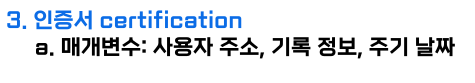 3. 인증서 certification
a. 매개변수: 사용자 주소, 기록 정보, 주기 날짜